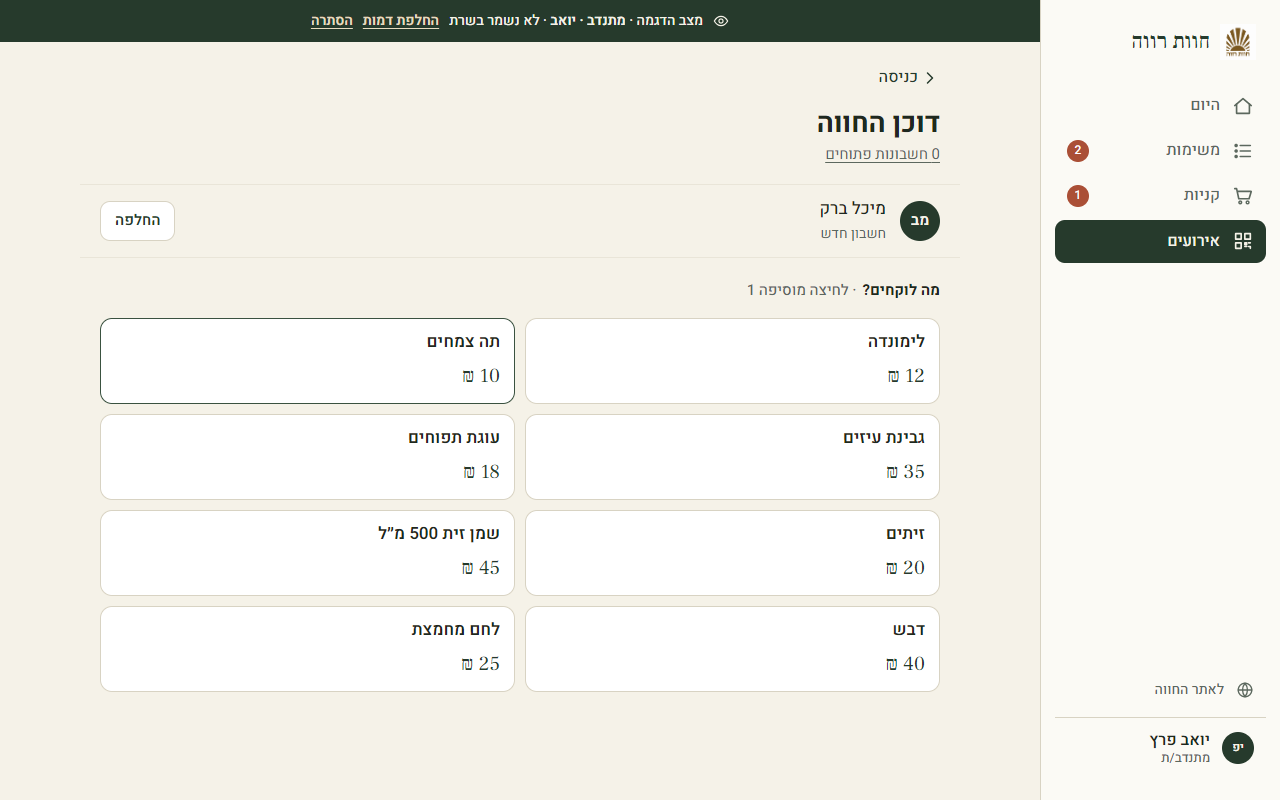 מצב הדגמה · מתנדב · יואב · לא נשמר בשרת החלפת דמות הסתרה
חוות רווה
היום
משימות 2
קניות 1
אירועים
לאתר החווה
יפ
יואב פרץ
מתנדב/ת
כניסה
דוכן החווה
0 חשבונות פתוחים
מב
מיכל ברק
חשבון חדש
החלפה
מה לוקחים? · לחיצה מוסיפה 1
לימונדה
12 ₪
תה צמחים
10 ₪
גבינת עיזים
35 ₪
עוגת תפוחים
18 ₪
זיתים
20 ₪
שמן זית 500 מ״ל
45 ₪
דבש
40 ₪
לחם מחמצת
25 ₪